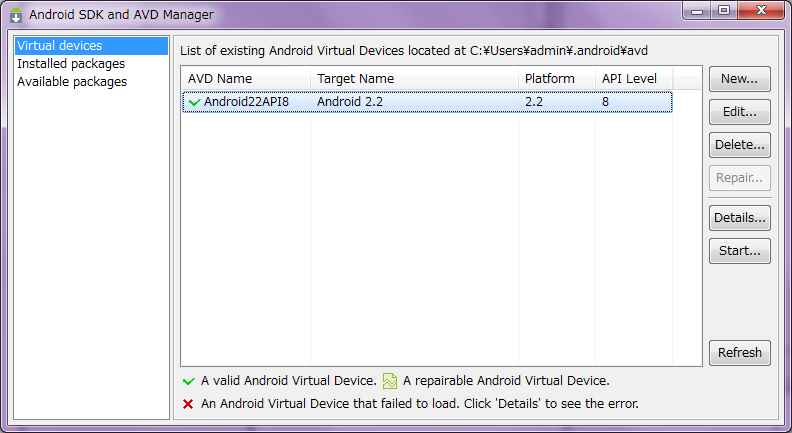 Android SDK and AVD Manager
Virtual devices
Installed packages
Available packages
List of existing Android Virtual Devices located at C:¥Users¥admin¥.android¥avd
AVD Name Target Name Platform API Level
Android22API8 Android 2.2 2.2 8
New...
Edit...
Delete...
Repair...
Details...
Start...
Refresh
A valid Android Virtual Device. A repairable Android Virtual Device.
An Android Virtual Device that failed to load. Click 'Details' to see the error.